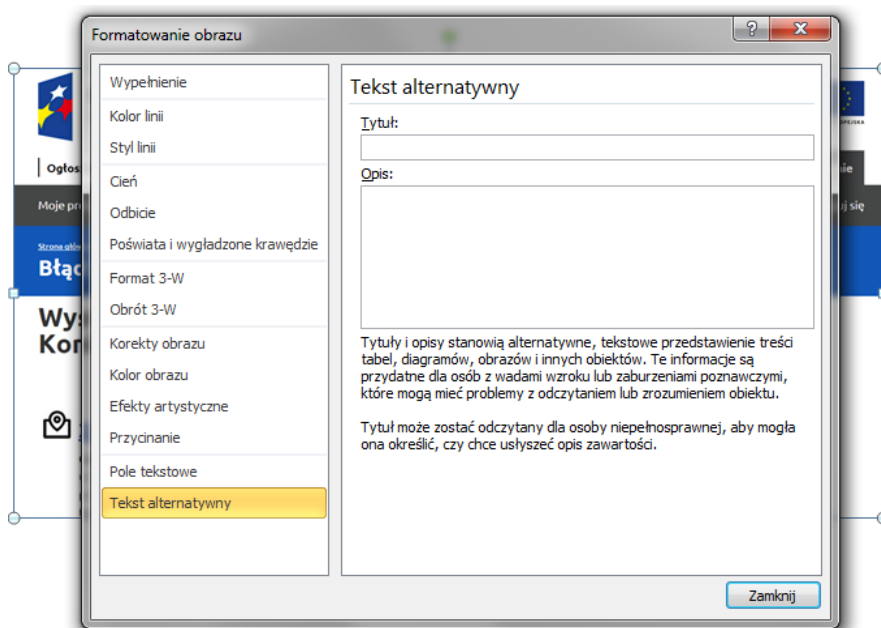 Formatowanie obrazu
?
X
Wypełnienie
Kolor linii
Styl linii
Cień
Odbicie
Poświata i wygładzone krawędzie
Format 3-W
Obrót 3-W
Korekty obrazu
Kolor obrazu
Efekty artystyczne
Przycinanie
Pole tekstowe
Tekst alternatywny
Tekst alternatywny
Tytuł:
Opis:
Tytuły i opisy stanowią alternatywne, tekstowe przedstawienie treści
tabel, diagramów, obrazów i innych obiektów. Te informacje są
przydatne dla osób z wadami wzroku lub zaburzeniami poznawczymi,
które mogą mieć problemy z odczytaniem lub zrozumieniem obiektu.
Tytuł może zostać odczytany dla osoby niepełnosprawnej, aby mogła
ona określić, czy chce usłyszeć opis zawartości.
Zamknij
Moje
Strona
się